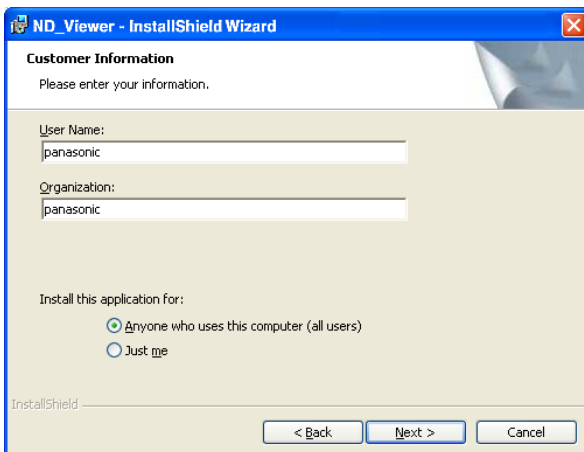 ND_Viewer - InstallShield Wizard
Customer Information
Please enter your information.
User Name:
panasonic
Organization:
panasonic
Install this application for:
Anyone who uses this computer (all users)
Just me
InstallShield
< Back Next > Cancel